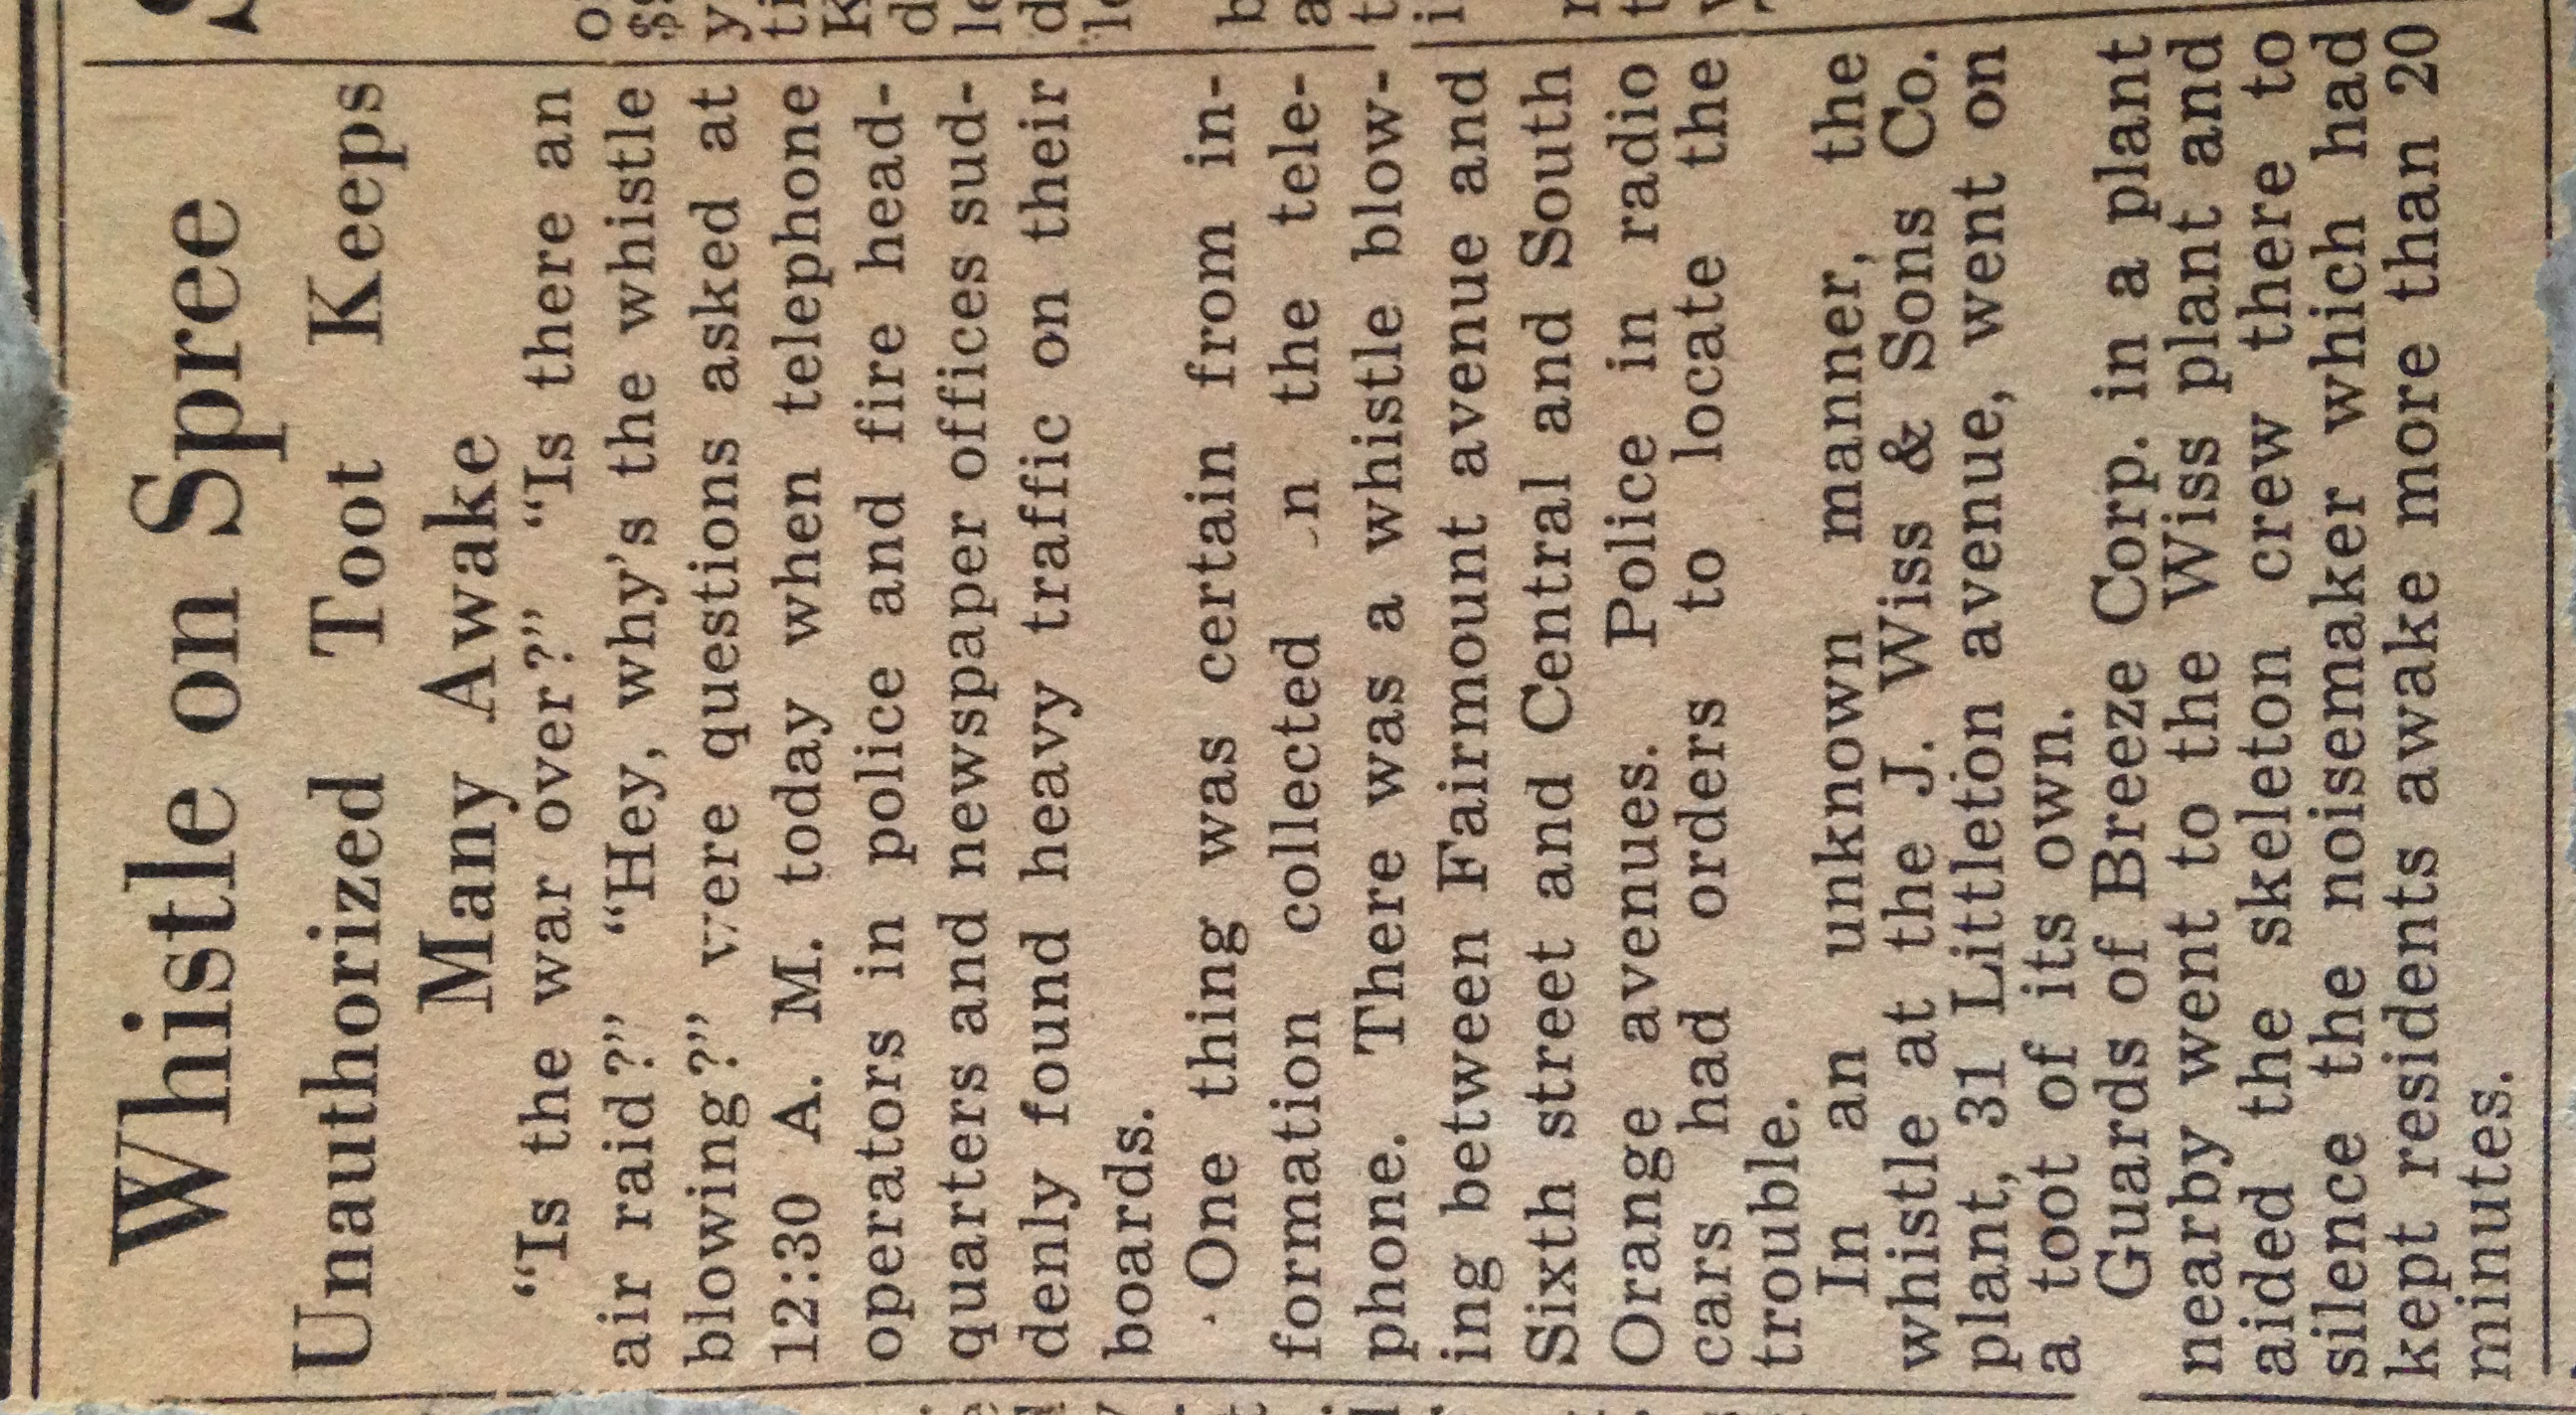 Whistle on Spree
Unauthorized Toot Keeps
Many Awake
“Is the war over?” “Is there an
air raid?” “Hey, why’s the whistle
blowing?” were questions asked at
12:30 A. M. today when telephone
operators in police and fire head-
quarters and newspaper offices sud-
denly found heavy traffic on their
boards.
One thing was certain from in-
formation collected n the tele-
phone. There was a whistle blow-
ing between Fairmount avenue and
Sixth street and Central and South
Orange avenues. Police in radio
cars had orders to locate the
trouble.
In an unknown manner, the
whistle at the J. Wiss & Sons Co.
plant, 31 Littleton avenue, went on
a toot of its own.
Guards of Breeze Corp. in a plant
nearby went to the Wiss plant and
aided the skeleton crew there to
silence the noisemaker which had
kept residents awake more than 20
minutes.